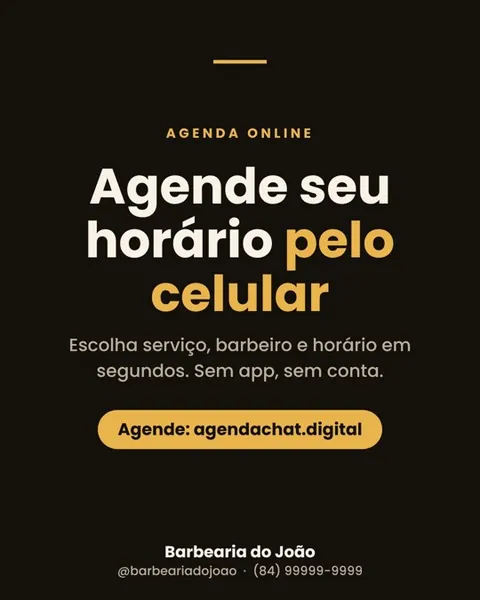 AGENDA ONLINE
Agende seu
horário pelo
celular
Escolha serviço, barbeiro e horário em
segundos. Sem app, sem conta.
Agende: agendachat.digital
Barbearia do João
@barbeariadojoao · (84) 99999-9999